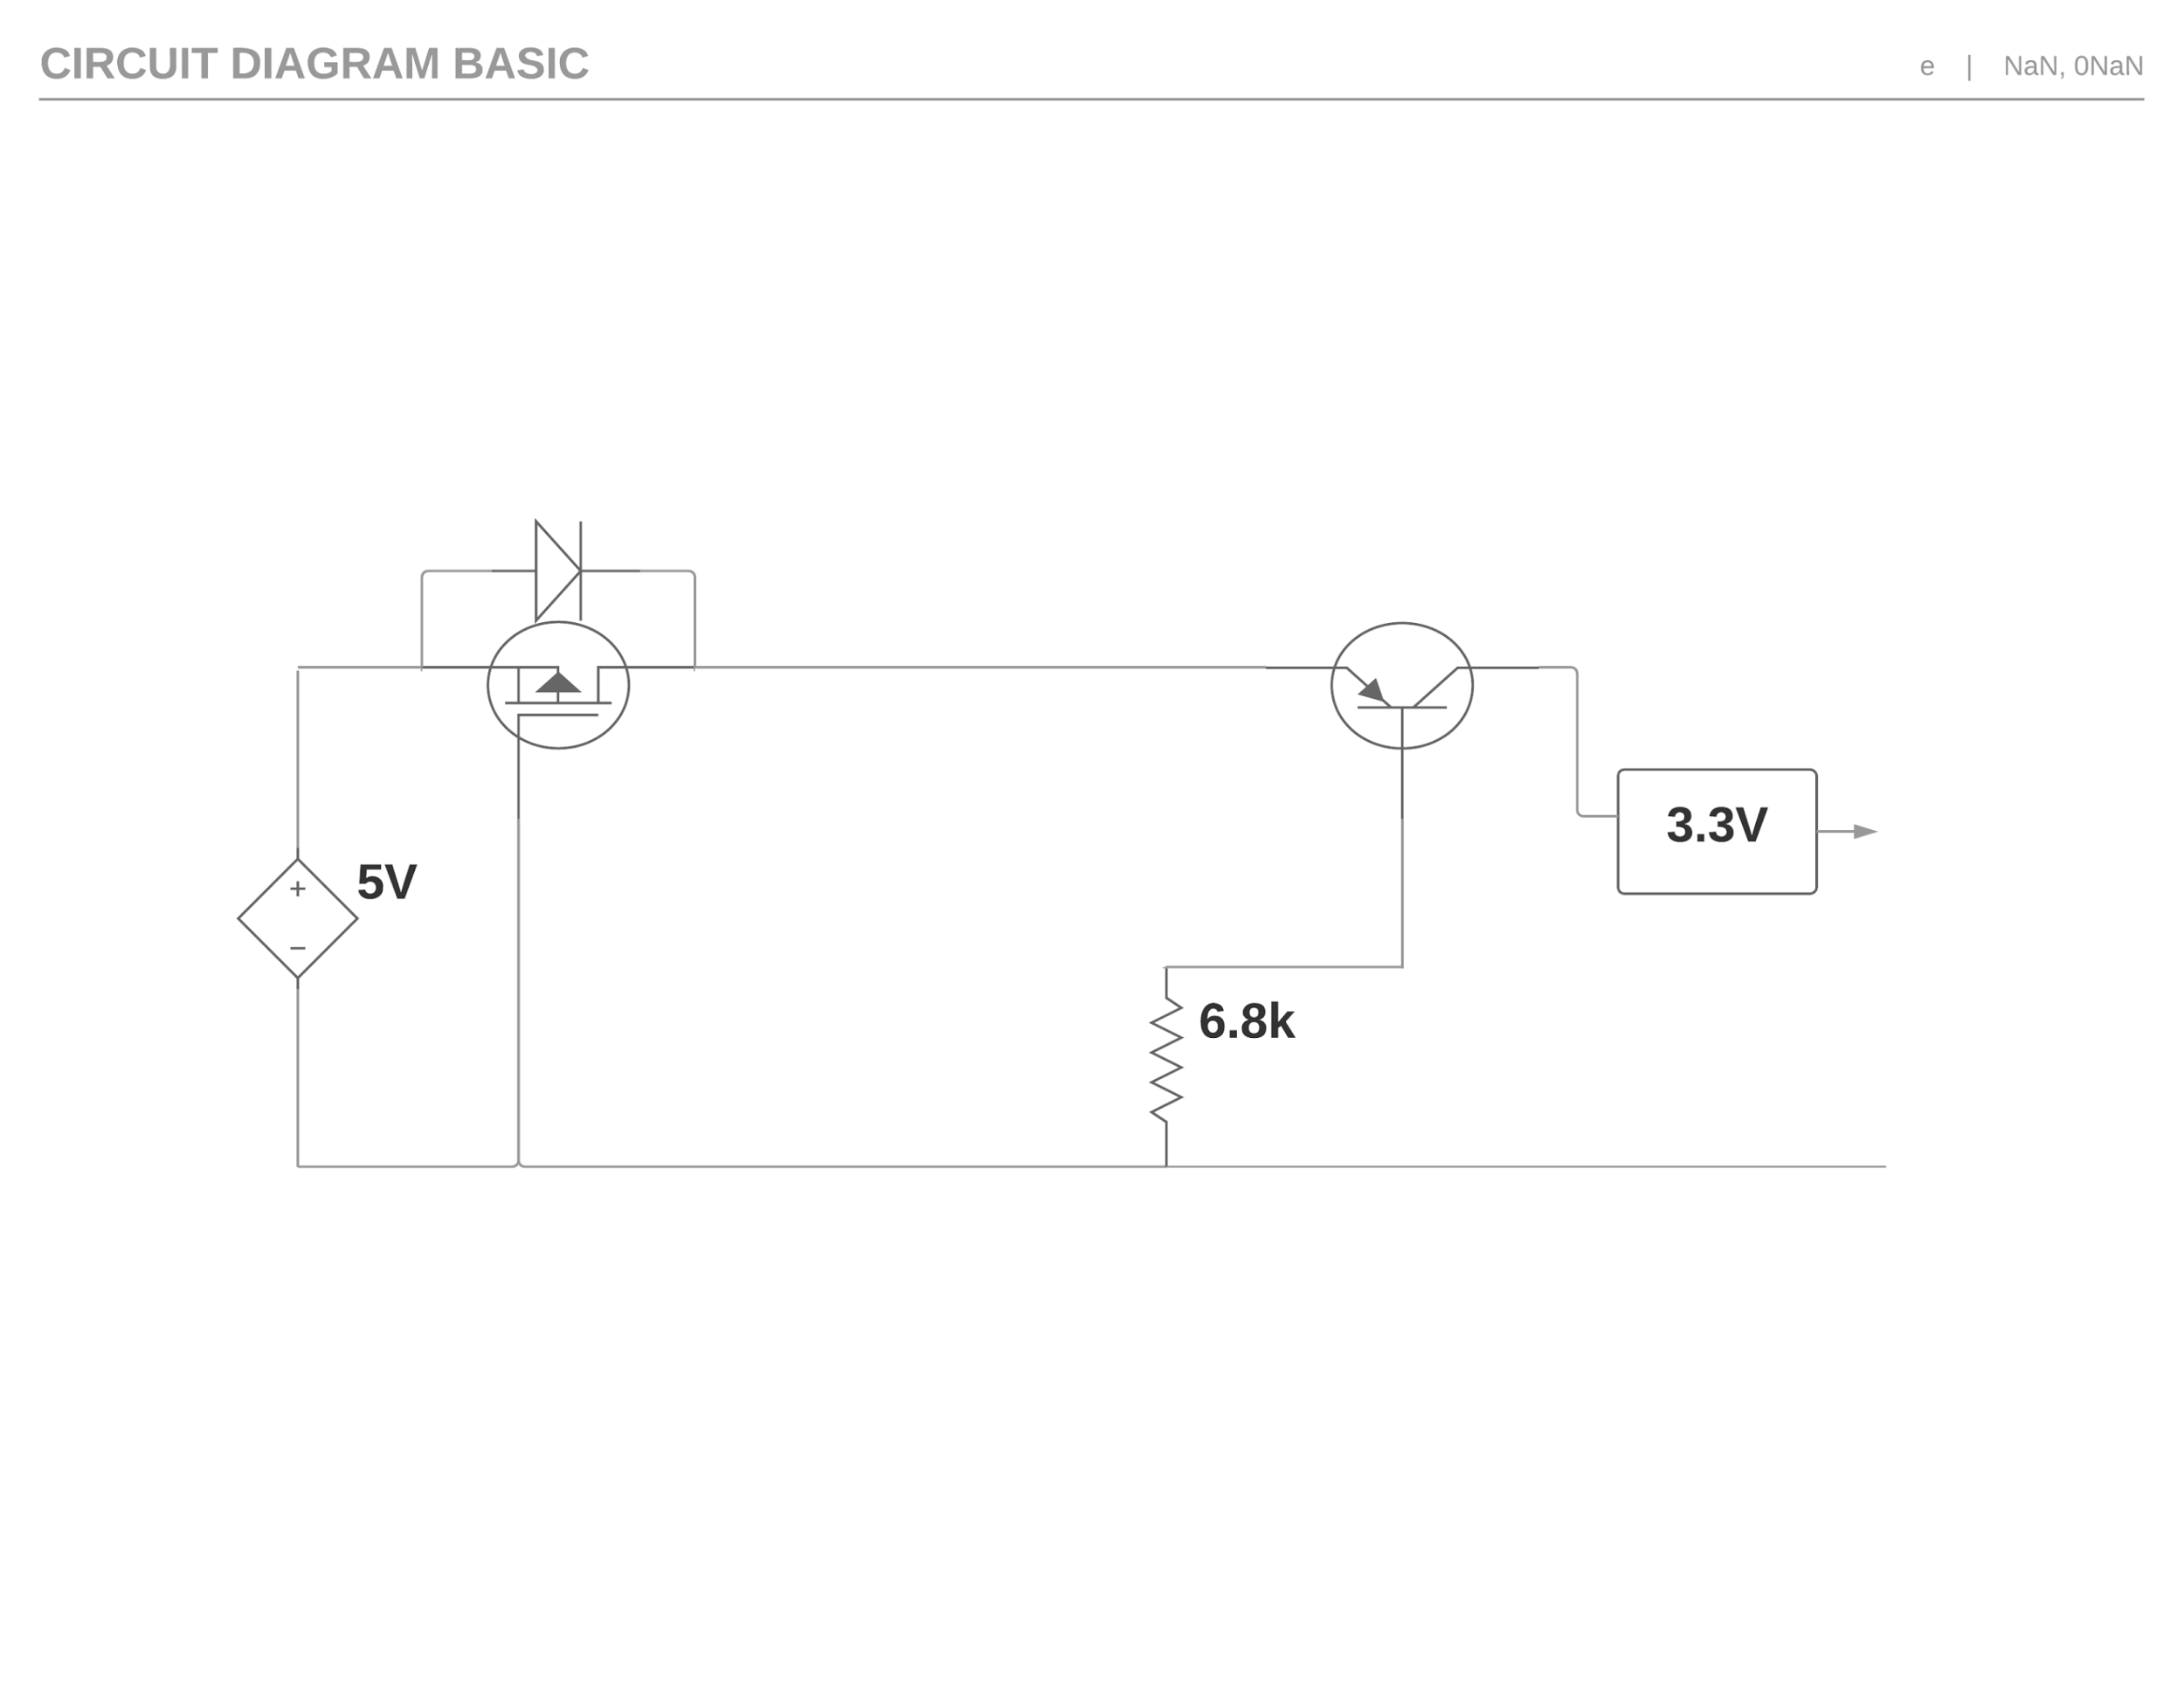 CIRCUIT DIAGRAM BASIC
e | NaN, 0NaN
5V
3.3V
6.8k